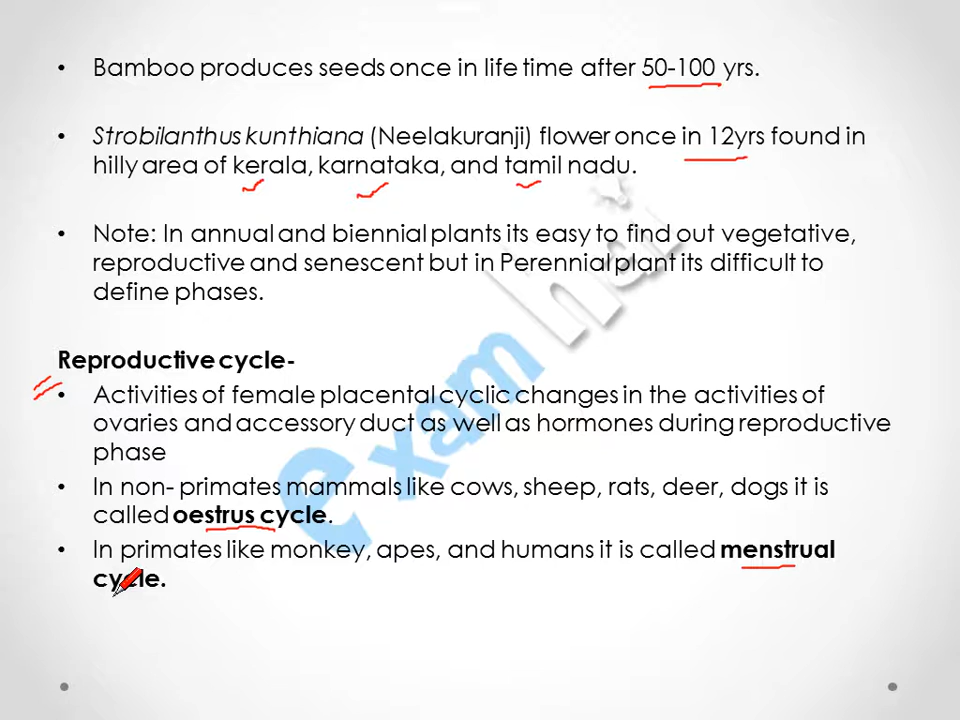 • Bamboo produces seeds once in life time after 50-100 yrs.
• Strobilanthus kunthiana (Neelakuranji) flower once in 12yrs found in
hilly area of kerala, karnataka, and tamil nadu.
• Note: In annual and biennial plants its easy to find out vegetative,
reproductive and senescent but in Perennial plant its difficult to
define phases.
Reproductive cycle-
• Activities of female placental cyclic changes in the activities of
ovaries and accessory duct as well as hormones during reproductive
phase
• In non- primates mammals like cows, sheep, rats, deer, dogs it is
called oestrus cycle.
• In primates like monkey, apes, and humans it is called menstrual
cycle.
exam hai